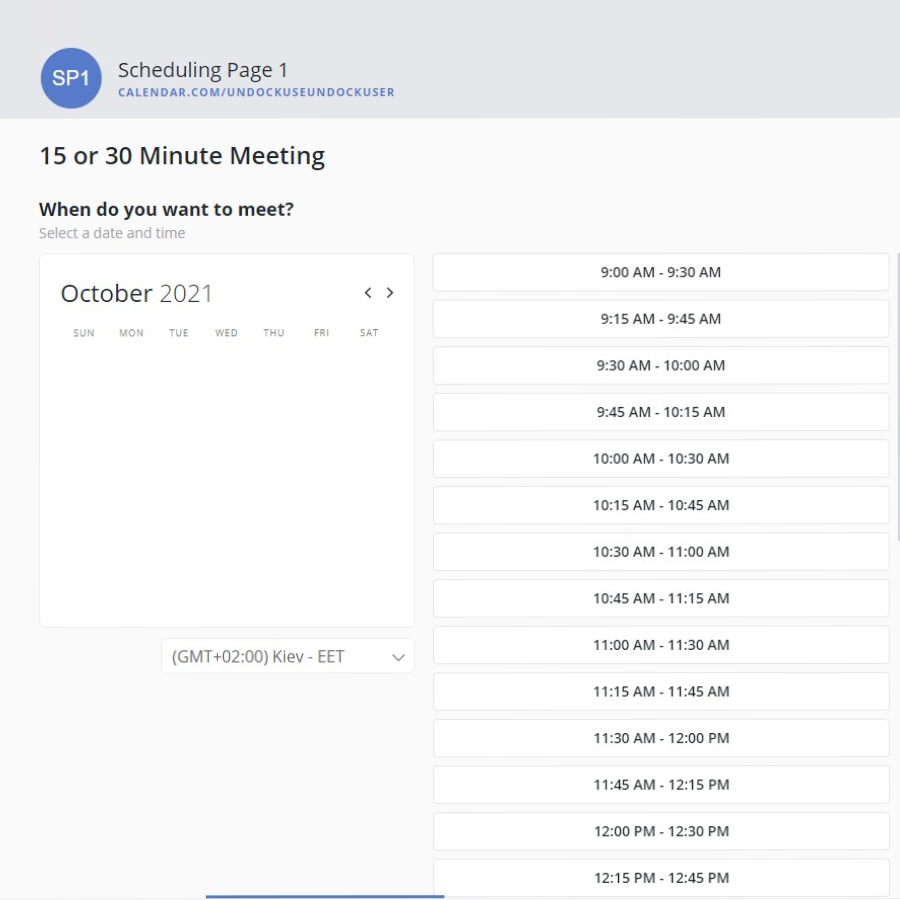 SP1
Scheduling Page 1
CALENDAR.COM/UNDOCKUSEUNDOCKUSER
15 or 30 Minute Meeting
When do you want to meet?
Select a date and time
October 2021
SUN MON TUE WED THU FRI SAT
(GMT+02:00) Kiev - EET
9:00 AM - 9:30 AM
9:15 AM - 9:45 AM
9:30 AM - 10:00 AM
9:45 AM - 10:15 AM
10:00 AM - 10:30 AM
10:15 AM - 10:45 AM
10:30 AM - 11:00 AM
10:45 AM - 11:15 AM
11:00 AM - 11:30 AM
11:15 AM - 11:45 AM
11:30 AM - 12:00 PM
11:45 AM - 12:15 PM
12:00 PM - 12:30 PM
12:15 PM - 12:45 PM